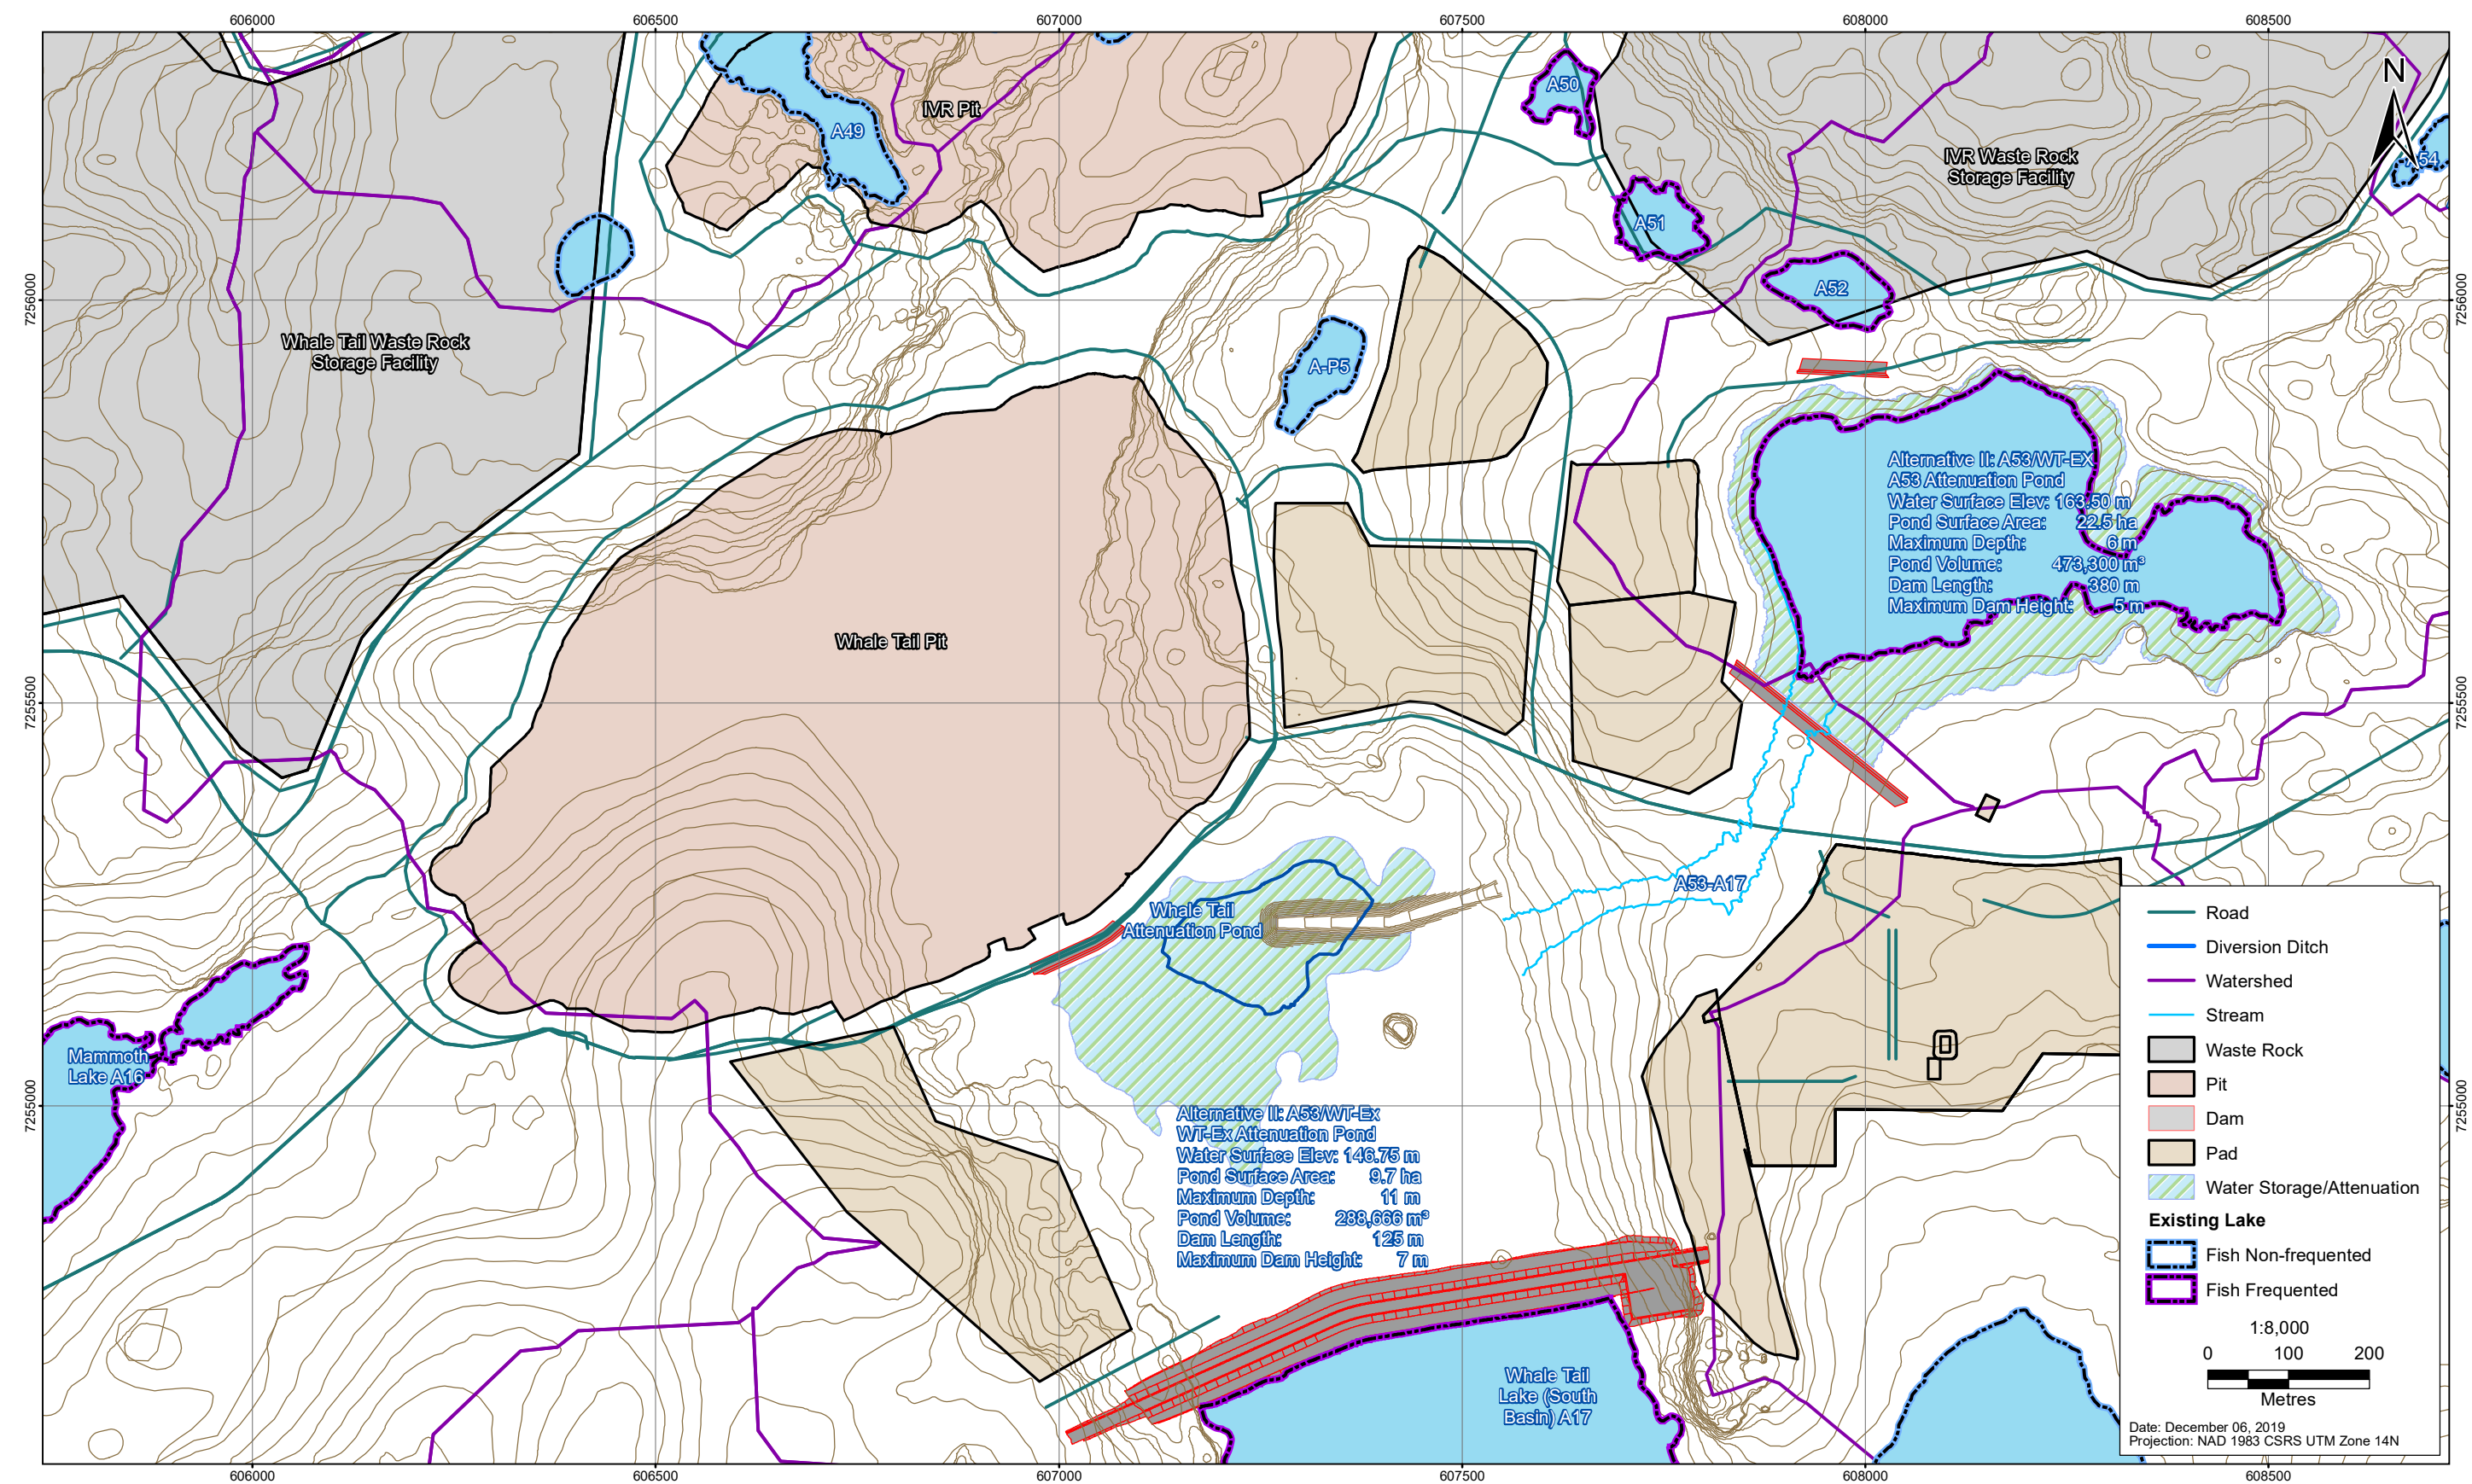 606000 606500 607000 607500 608000 608500
N
A50
IVR Pit
A49
IVR Waste Rock
Storage Facility
A54
A51
A52
7256000
7256000
Whale Tail Waste Rock
Storage Facility
A-P5
Alternative II: A53/WT-EX
A53 Attenuation Pond
Water Surface Elev: 163.50 m
Pond Surface Area: 22.5 ha
Maximum Depth: 6 m
Pond Volume: 473,300 m³
Dam Length: 380 m
Maximum Dam Height: 5 m
Whale Tail Pit
7255500
7255500
A53-A17
Whale Tail
Attenuation Pond
Mammoth
Lake A16
7255000
7255000
Alternative II: A53/WT-Ex
WT-Ex Attenuation Pond
Water Surface Elev: 146.75 m
Pond Surface Area: 9.7 ha
Maximum Depth: 11 m
Pond Volume: 288,666 m³
Dam Length: 125 m
Maximum Dam Height: 7 m
Whale Tail
Lake (South
Basin) A17
Road
Diversion Ditch
Watershed
Stream
Waste Rock
Pit
Dam
Pad
Water Storage/Attenuation
Existing Lake
Fish Non-frequented
Fish Frequented
1:8,000
0 100 200
Metres
Date: December 06, 2019
Projection: NAD 1983 CSRS UTM Zone 14N
606000 606500 607000 607500 608000 608500